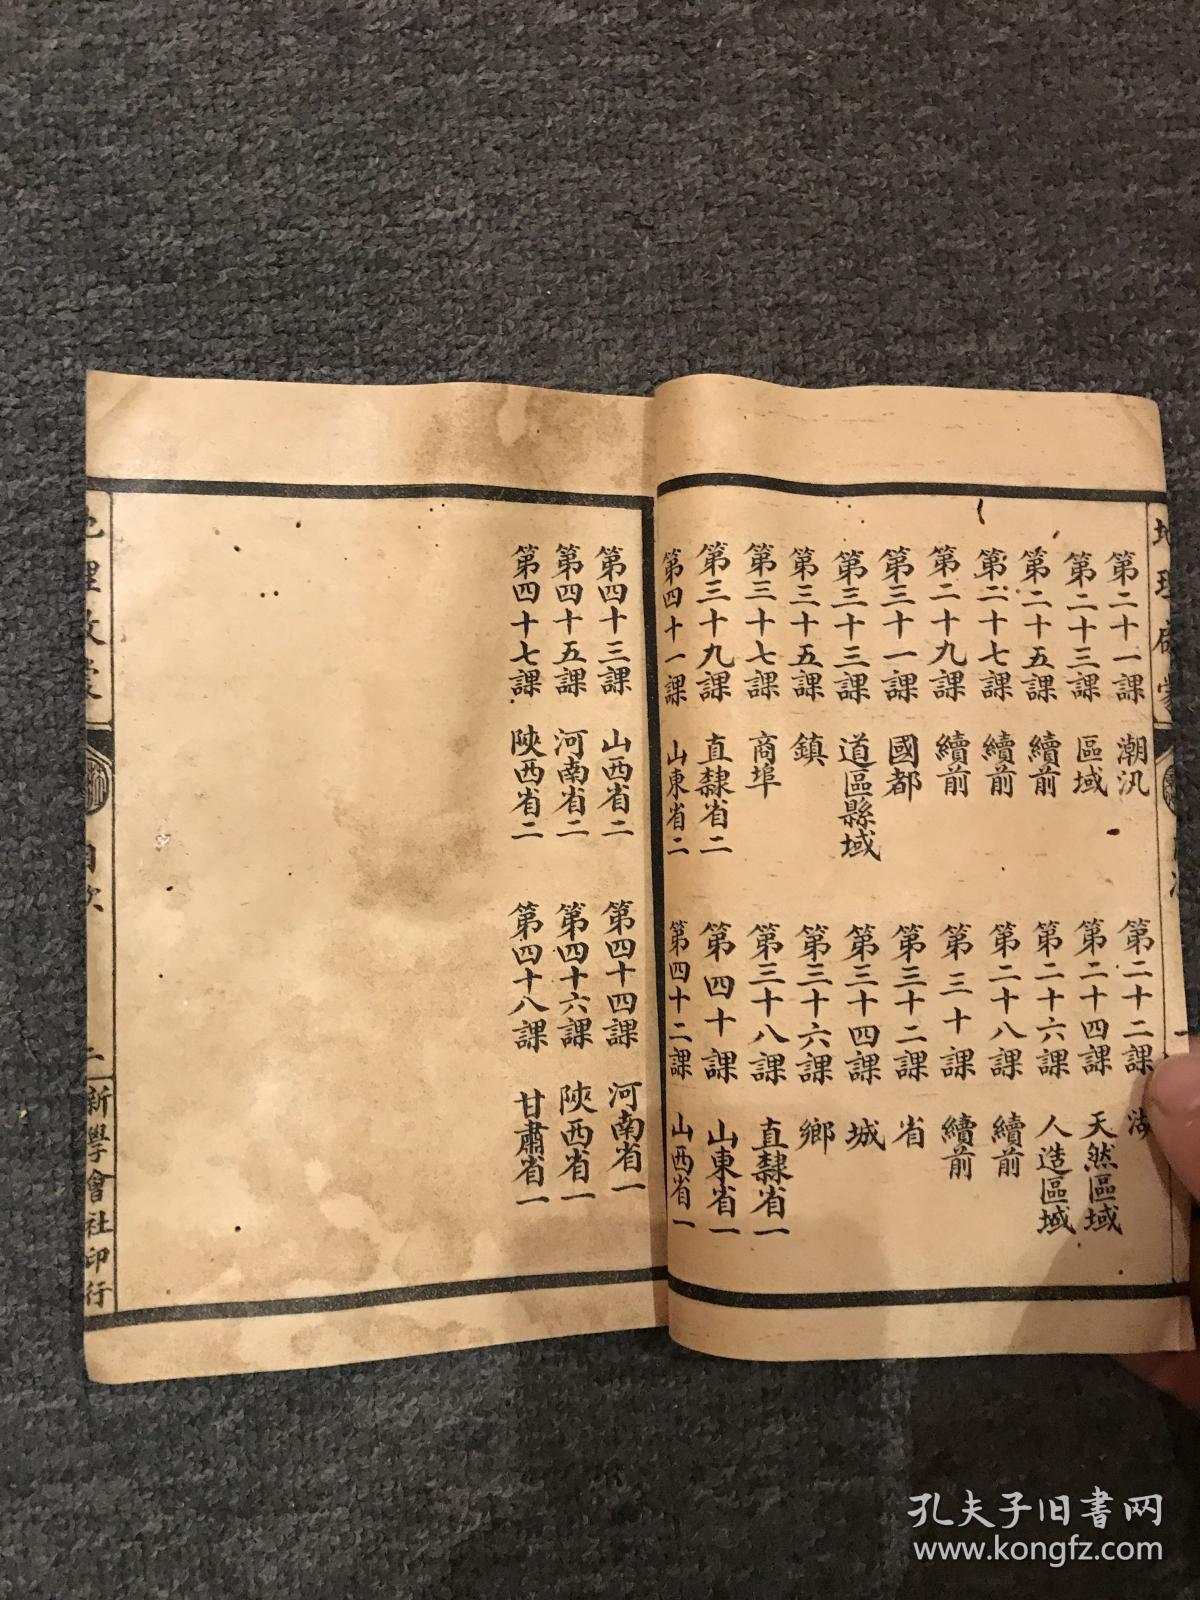 地理啟蒙
第二十一課 潮汎 第二十二課 湖
第二十三課 區域 第二十四課 天然區域
第二十五課 續前 第二十六課 人造區域
第二十七課 續前 第二十八課 續前
第二十九課 續前 第三十課 續前
第三十一課 國都 第三十二課 省
第三十三課 道區縣域 第三十四課 城
第三十五課 鎮 第三十六課 鄉
第三十七課 商埠 第三十八課 直隸省一
第三十九課 直隸省二 第四十課 山東省一
第四十一課 山東省二 第四十二課 山西省一
第四十三課 山西省二 第四十四課 河南省一
第四十五課 河南省二 第四十六課 陝西省一
第四十七課 陝西省二 第四十八課 甘肅省一
地理啟蒙 目次 二 新學會社印行
孔夫子旧书网
www.kongfz.com